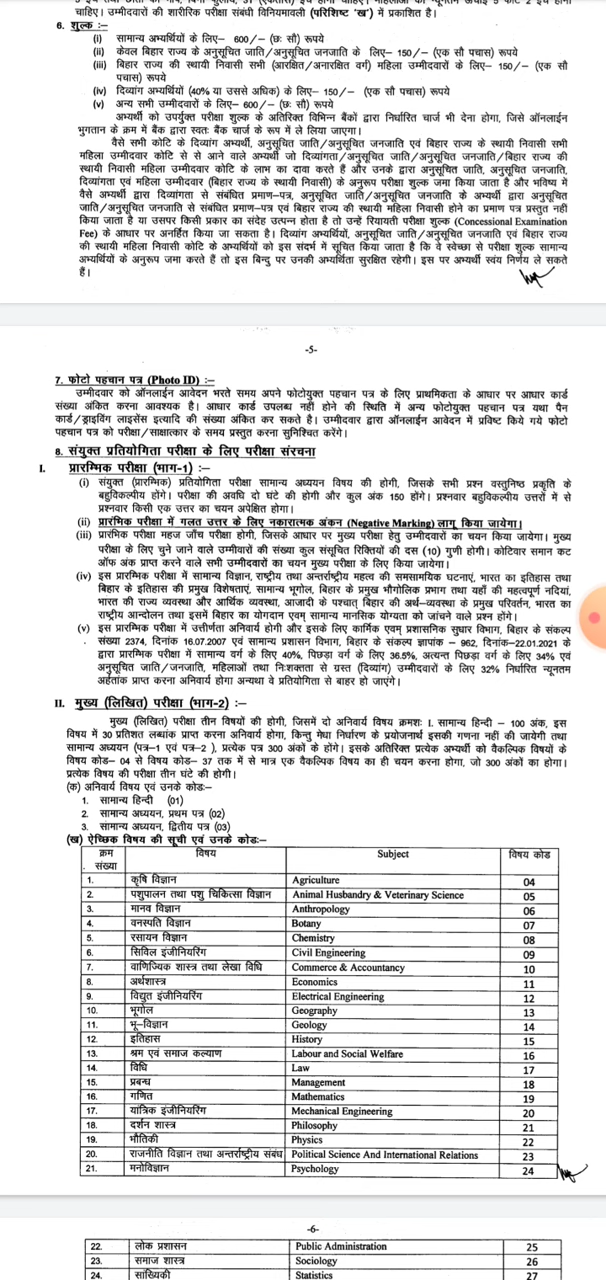 चाहिए। उम्मीदवारों की शारीरिक परीक्षा संबंधी विनियमावली (परिशिष्ट 'ख') में प्रकाशित है।
6. शुल्क :–
(i) सामान्य अभ्यर्थियों के लिए– 600/– (छः सौ) रूपये
(ii) केवल बिहार राज्य के अनुसूचित जाति/अनुसूचित जनजाति के लिए– 150/– (एक सौ पचास) रूपये
(iii) बिहार राज्य की स्थायी निवासी सभी (आरक्षित/अनारक्षित वर्ग) महिला उम्मीदवारों के लिए– 150/– (एक सौ
पचास) रूपये
(iv) दिव्यांग अभ्यर्थियों (40% या उससे अधिक) के लिए– 150/– (एक सौ पचास) रूपये
(v) अन्य सभी उम्मीदवारों के लिए– 600/– (छः सौ) रूपये
अभ्यर्थी को उपर्युक्त परीक्षा शुल्क के अतिरिक्त विभिन्न बैंकों द्वारा निर्धारित चार्ज भी देना होगा, जिसे ऑनलाईन
भुगतान के क्रम में बैंक द्वारा स्वतः बैंक चार्ज के रूप में ले लिया जाएगा।
वैसे सभी कोटि के दिव्यांग अभ्यर्थी, अनुसूचित जाति/अनुसूचित जनजाति एवं बिहार राज्य के स्थायी निवासी सभी
महिला उम्मीदवार कोटि से से आने वाले अभ्यर्थी जो दिव्यांगता/अनुसूचित जाति/अनुसूचित जनजाति/बिहार राज्य की
स्थायी निवासी महिला उम्मीदवार कोटि के लाभ का दावा करते हैं और उनके द्वारा अनुसूचित जाति, अनुसूचित जनजाति,
दिव्यांगता एवं महिला उम्मीदवार (बिहार राज्य के स्थायी निवासी) के अनुरूप परीक्षा शुल्क जमा किया जाता है और भविष्य में
वैसे अभ्यर्थी द्वारा दिव्यांगता से संबंधित प्रमाण–पत्र, अनुसूचित जाति/अनुसूचित जनजाति के अभ्यर्थी द्वारा अनुसूचित
जाति/अनुसूचित जनजाति से संबंधित प्रमाण–पत्र एवं बिहार राज्य की स्थायी महिला निवासी होने का प्रमाण पत्र प्रस्तुत नहीं
किया जाता है या उसपर किसी प्रकार का संदेह उत्पन्न होता है तो उन्हें रियायती परीक्षा शुल्क (Concessional Examination
Fee) के आधार पर अनर्हित किया जा सकता है। दिव्यांग अभ्यर्थियों, अनुसूचित जाति/अनुसूचित जनजाति एवं बिहार राज्य
की स्थायी महिला निवासी कोटि के अभ्यर्थियों को इस संदर्भ में सूचित किया जाता है कि वे स्वेच्छा से परीक्षा शुल्क सामान्य
अभ्यर्थियों के अनुरूप जमा करते हैं तो इस बिन्दु पर उनकी अभ्यर्थिता सुरक्षित रहेगी। इस पर अभ्यर्थी स्वंय निर्णय ले सकते
हैं।
-5-
7. फोटो पहचान पत्र (Photo ID) :–
उम्मीदवार को ऑनलाईन आवेदन भरते समय अपने फोटोयुक्त पहचान पत्र के लिए प्राथमिकता के आधार पर आधार कार्ड
संख्या अंकित करना आवश्यक है। आधार कार्ड उपलब्ध नहीं होने की स्थिति में अन्य फोटोयुक्त पहचान पत्र यथा पैन
कार्ड/ड्राइविंग लाइसेंस इत्यादि की संख्या अंकित कर सकते है। उम्मीदवार द्वारा ऑनलाईन आवेदन में प्रविष्ट किये गये फोटो
पहचान पत्र को परीक्षा/साक्षात्कार के समय प्रस्तुत करना सुनिश्चित करेंगे।
8. संयुक्त प्रतियोगिता परीक्षा के लिए परीक्षा संरचना
I. प्रारम्भिक परीक्षा (भाग-1) :–
(i) संयुक्त (प्रारम्भिक) प्रतियोगिता परीक्षा सामान्य अध्ययन विषय की होगी, जिसके सभी प्रश्न वस्तुनिष्ठ प्रकृति के
बहुविकल्पीय होंगे। परीक्षा की अवधि दो घंटे की होगी और कुल अंक 150 होंगे। प्रश्नवार बहुविकल्पीय उत्तरों में से
प्रश्नवार किसी एक उत्तर का चयन अपेक्षित होगा।
(ii) प्रारंभिक परीक्षा में गलत उत्तर के लिए नकारात्मक अंकन (Negative Marking) लागू किया जायेगा।
(iii) प्रारंभिक परीक्षा महज जाँच परीक्षा होगी, जिसके आधार पर मुख्य परीक्षा हेतु उम्मीदवारों का चयन किया जायेगा। मुख्य
परीक्षा के लिए चुने जाने वाले उम्मीवारों की संख्या कुल संसूचित रिक्तियों की दस (10) गुणी होगी। कोटिवार समान कट
ऑफ अंक प्राप्त करने वाले सभी उम्मीदवारों का चयन मुख्य परीक्षा के लिए किया जायेगा।
(iv) इस प्रारम्भिक परीक्षा में सामान्य विज्ञान, राष्ट्रीय तथा अन्तर्राष्ट्रीय महत्व की समसामयिक घटनाएं, भारत का इतिहास तथा
बिहार के इतिहास की प्रमुख विशेषताएं, सामान्य भूगोल, बिहार के प्रमुख भौगोलिक प्रभाग तथा यहाँ की महत्वपूर्ण नदियां,
भारत की राज्य व्यवस्था और आर्थिक व्यवस्था, आजादी के पश्चात् बिहार की अर्थ–व्यवस्था के प्रमुख परिवर्तन, भारत का
राष्ट्रीय आन्दोलन तथा इसमें बिहार का योगदान एवम् सामान्य मानसिक योग्यता को जांचने वाले प्रश्न होंगे।
(v) इस प्रारम्भिक परीक्षा में उत्तीर्णता अनिवार्य होगी और इसके लिए कार्मिक एवम् प्रशासनिक सुधार विभाग, बिहार के संकल्प
संख्या 2374, दिनांक 16.07.2007 एवं सामान्य प्रशासन विभाग, बिहार के संकल्प ज्ञापांक – 962, दिनांक–22.01.2021 के
द्वारा प्रारम्भिक परीक्षा में सामान्य वर्ग के लिए 40%, पिछड़ा वर्ग के लिए 36.5%, अत्यन्त पिछड़ा वर्ग के लिए 34% एवं
अनुसूचित जाति/जनजाति, महिलाओं तथा निःशक्तता से ग्रस्त (दिव्यांग) उम्मीदवारों के लिए 32% निर्धारित न्यूनतम
अर्हतांक प्राप्त करना अनिवार्य होगा अन्यथा वे प्रतियोगिता से बाहर हो जाएंगे।
II. मुख्य (लिखित) परीक्षा (भाग-2) :–
मुख्य (लिखित) परीक्षा तीन विषयों की होगी, जिसमें दो अनिवार्य विषय क्रमशः I. सामान्य हिन्दी – 100 अंक, इस
विषय में 30 प्रतिशत लब्धांक प्राप्त करना अनिवार्य होगा, किन्तु मेधा निर्धारण के प्रयोजनार्थ इसकी गणना नहीं की जायेगी तथा
सामान्य अध्ययन (पत्र–1 एवं पत्र–2 ), प्रत्येक पत्र 300 अंकों के होंगे। इसके अतिरिक्त प्रत्येक अभ्यर्थी को वैकल्पिक विषयों के
विषय कोड– 04 से विषय कोड– 37 तक में से मात्र एक वैकल्पिक विषय का ही चयन करना होगा, जो 300 अंकों का होगा।
प्रत्येक विषय की परीक्षा तीन घंटे की होगी।
(क) अनिवार्य विषय एवं उनके कोडः–
1. सामान्य हिन्दी (01)
2. सामान्य अध्ययन, प्रथम पत्र (02)
3. सामान्य अध्ययन, द्वितीय पत्र (03)
(ख) ऐच्छिक विषय की सूची एवं उनके कोडः–
क्रम संख्या विषय Subject विषय कोड
1. कृषि विज्ञान Agriculture 04
2. पशुपालन तथा पशु चिकित्सा विज्ञान Animal Husbandry & Veterinary Science 05
3. मानव विज्ञान Anthropology 06
4. वनस्पति विज्ञान Botany 07
5. रसायन विज्ञान Chemistry 08
6. सिविल इंजीनियरिंग Civil Engineering 09
7. वाणिज्यिक शास्त्र तथा लेखा विधि Commerce & Accountancy 10
8. अर्थशास्त्र Economics 11
9. विद्युत इंजीनियरिंग Electrical Engineering 12
10. भूगोल Geography 13
11. भू–विज्ञान Geology 14
12. इतिहास History 15
13. श्रम एवं समाज कल्याण Labour and Social Welfare 16
14. विधि Law 17
15. प्रबन्ध Management 18
16. गणित Mathematics 19
17. यांत्रिक इंजीनियरिंग Mechanical Engineering 20
18. दर्शन शास्त्र Philosophy 21
19. भौतिकी Physics 22
20. राजनीति विज्ञान तथा अन्तर्राष्ट्रीय संबंध Political Science And International Relations 23
21. मनोविज्ञान Psychology 24
-6-
22. लोक प्रशासन Public Administration 25
23. समाज शास्त्र Sociology 26
24. सांख्यिकी Statistics 27